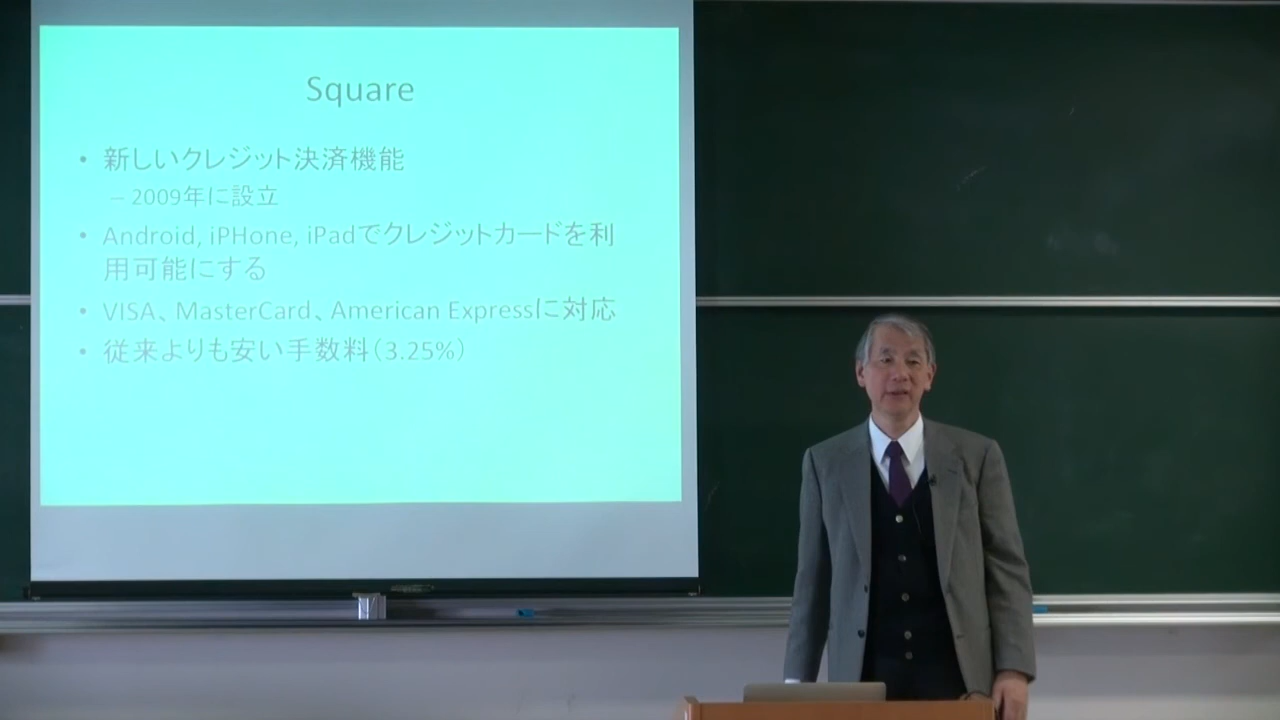 Square
• 新しいクレジット決済機能
– 2009年に設立
• Android, iPHone, iPadでクレジットカードを利
用可能にする
• VISA、MasterCard、American Expressに対応
• 従来よりも安い手数料（3.25%）